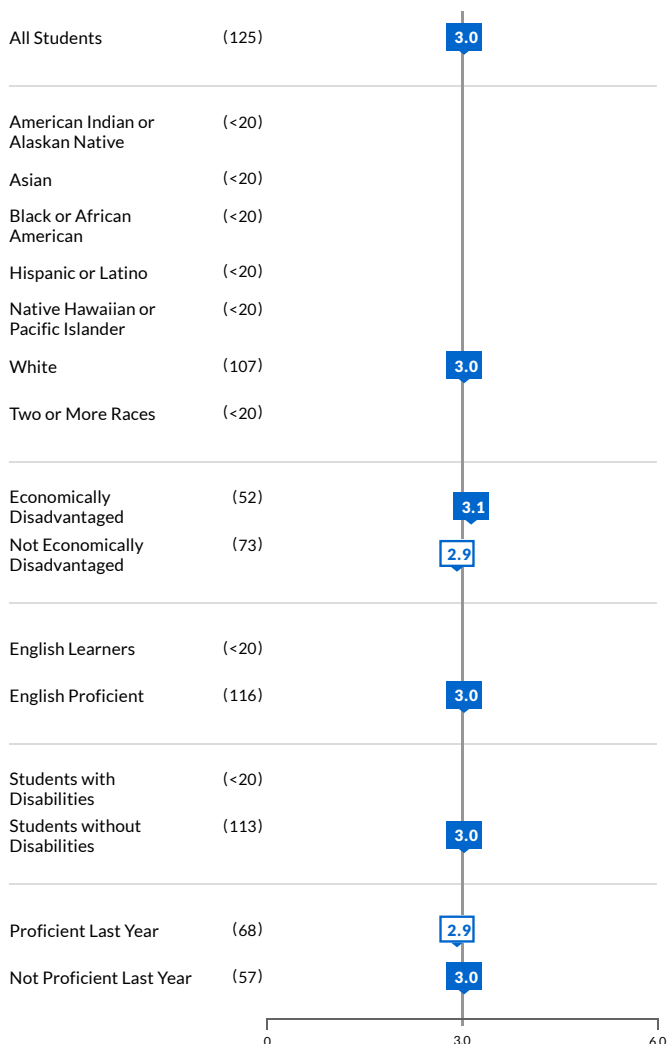 All Students (125) 3.0
American Indian or (<20)
Alaskan Native
Asian (<20)
Black or African (<20)
American
Hispanic or Latino (<20)
Native Hawaiian or (<20)
Pacific Islander
White (107) 3.0
Two or More Races (<20)
Economically (52) 3.1
Disadvantaged
Not Economically (73) 2.9
Disadvantaged
English Learners (<20)
English Proficient (116) 3.0
Students with (<20)
Disabilities
Students without (113) 3.0
Disabilities
Proficient Last Year (68) 2.9
Not Proficient Last Year (57) 3.0
0 3.0 6.0